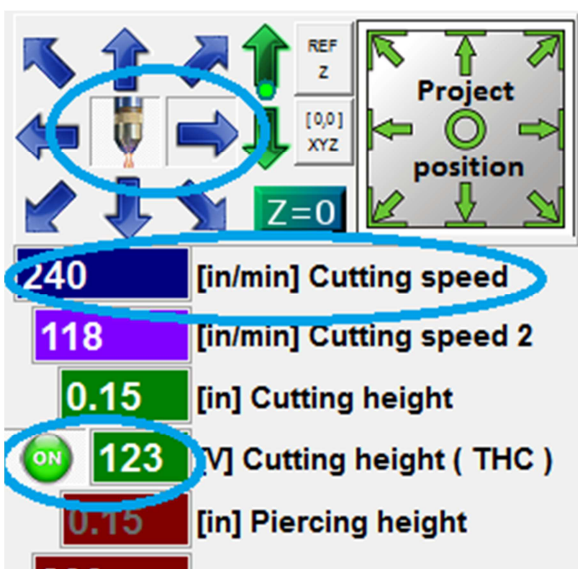 REF
Z
[0,0]
XYZ
Z=0
Project
position
240 [in/min] Cutting speed
118 [in/min] Cutting speed 2
0.15 [in] Cutting height
ON 123 [V] Cutting height ( THC )
0.15 [in] Piercing height